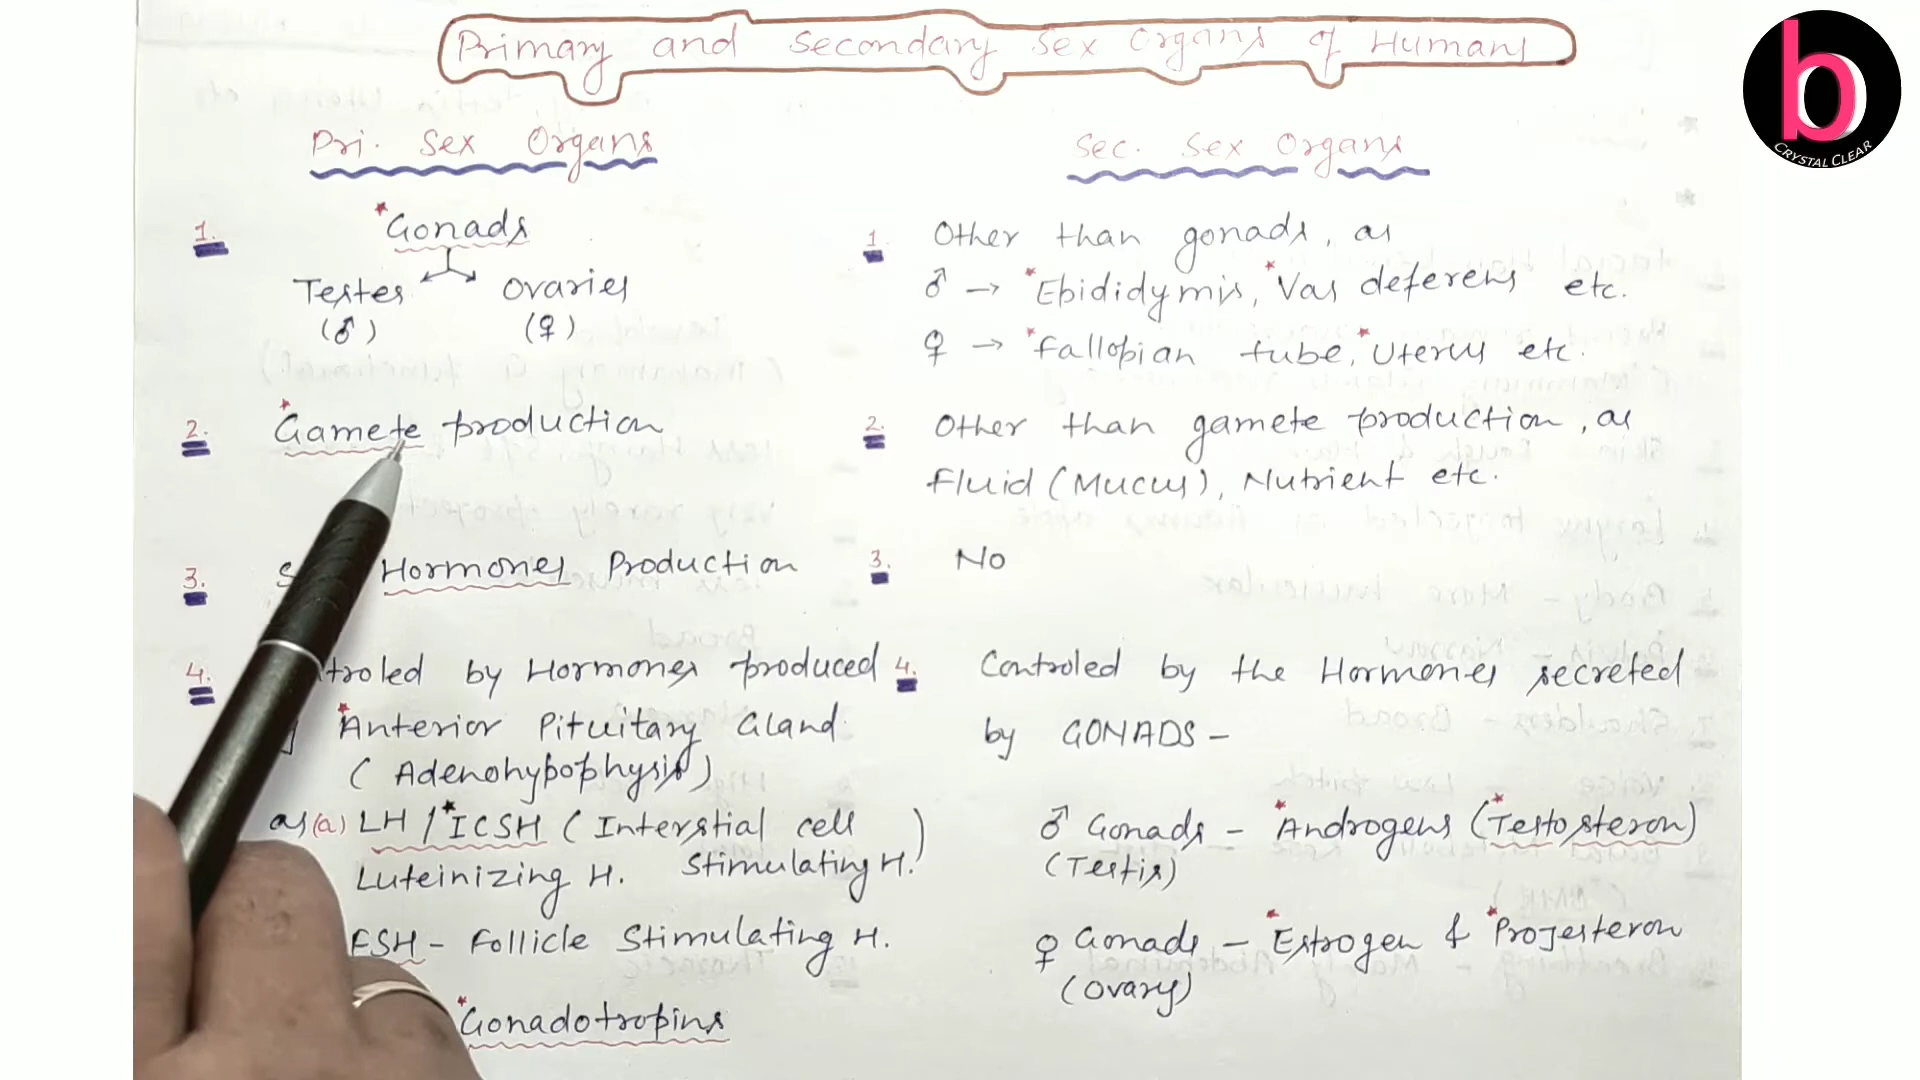 Primary and Secondary Sex Organs of Humans
Pri. Sex Organs
1. *Gonads
Testes Ovaries
(♂) (♀)
2. *Gamete production
3. Hormones Production
4. troled by Hormones produced
*Anterior Pituitary Gland
(Adenohypophysis)
as (a) LH / *ICSH (Interstial cell
Luteinizing H. Stimulating H.)
FSH - Follicle Stimulating H.
*Gonadotropins
Sec. Sex Organs
1. Other than gonads, as
♂ → *Epididymis, *Vas deferens etc.
♀ → *Fallopian tube, *Uterus etc.
2. Other than gamete production, as
Fluid (Mucus), Nutrient etc.
3. No
4. Controled by the Hormones secreted
by GONADS -
♂ Gonads - *Androgens (*Testosteron)
(Testis)
♀ Gonads - *Estrogen & *Projesteron
(Ovary)
b
CRYSTAL CLEAR